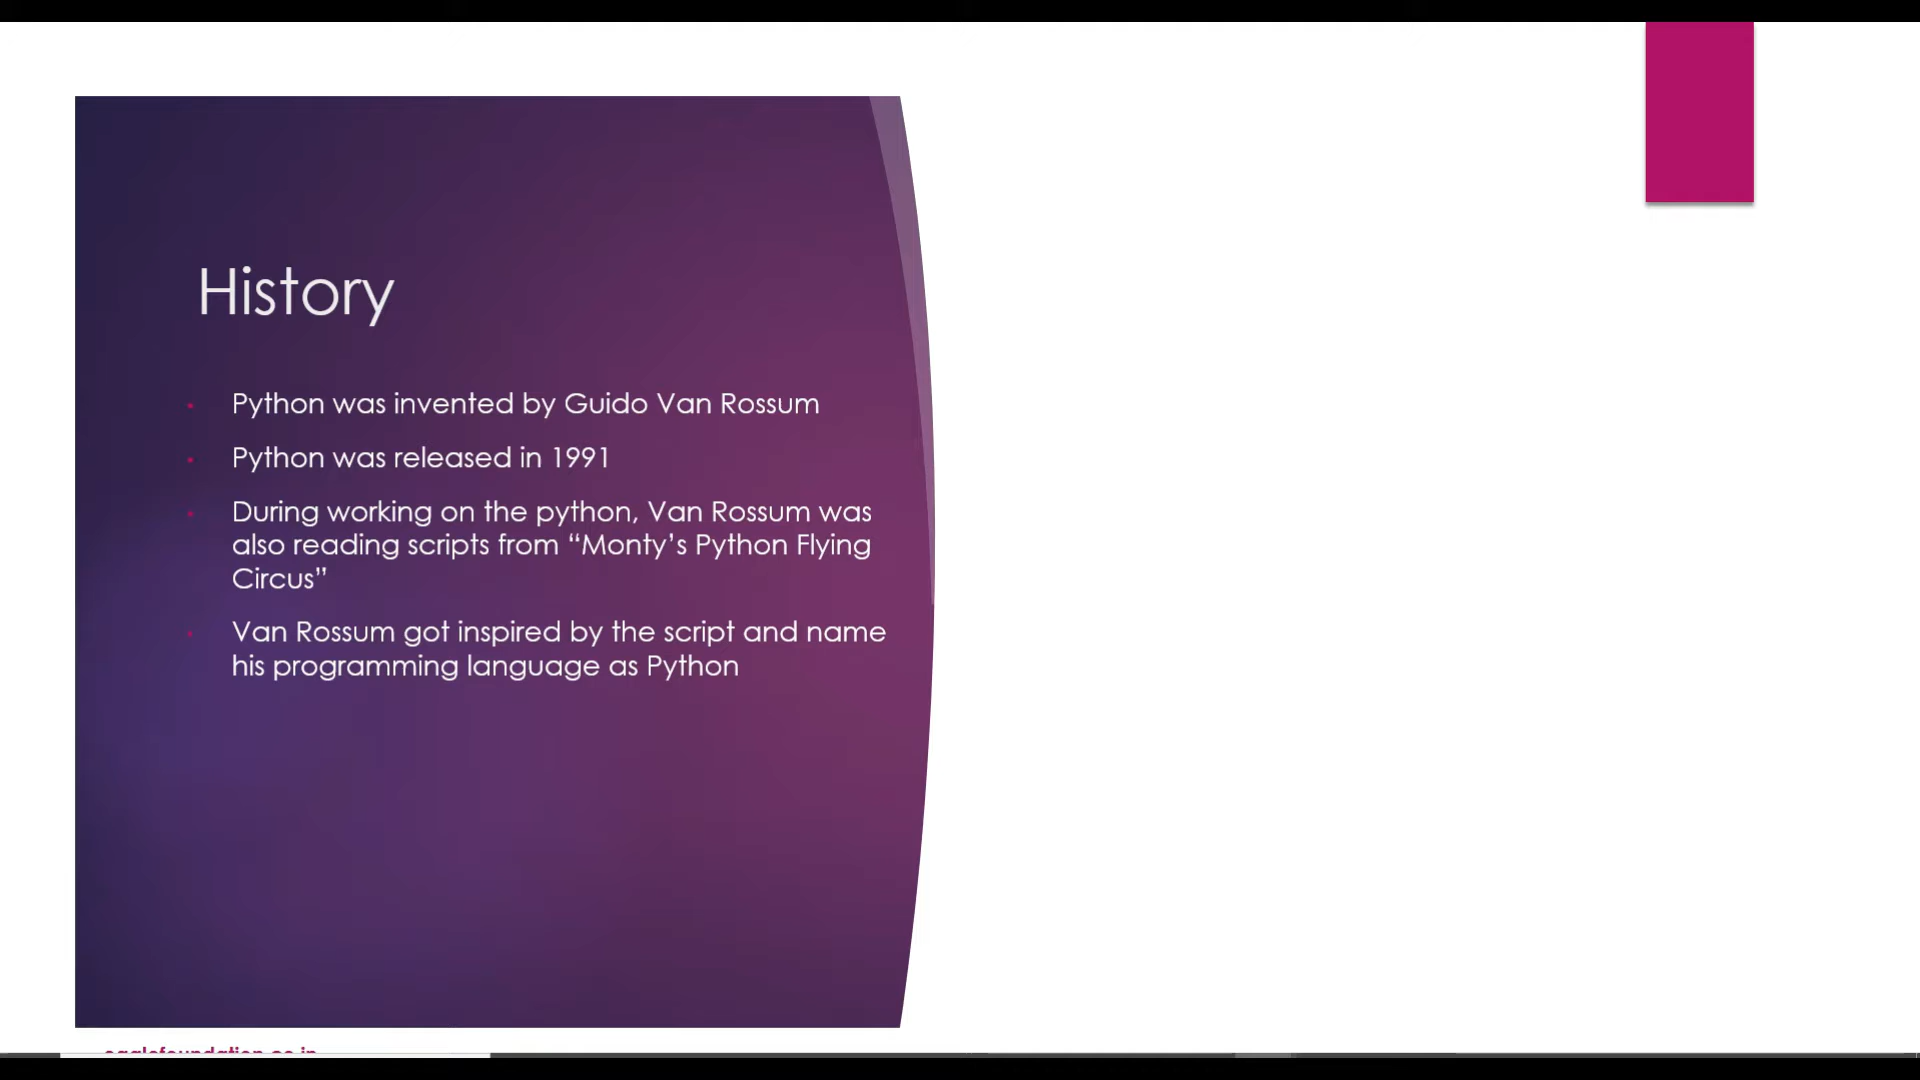 History
Python was invented by Guido Van Rossum
Python was released in 1991
During working on the python, Van Rossum was
also reading scripts from “Monty’s Python Flying
Circus”
Van Rossum got inspired by the script and name
his programming language as Python